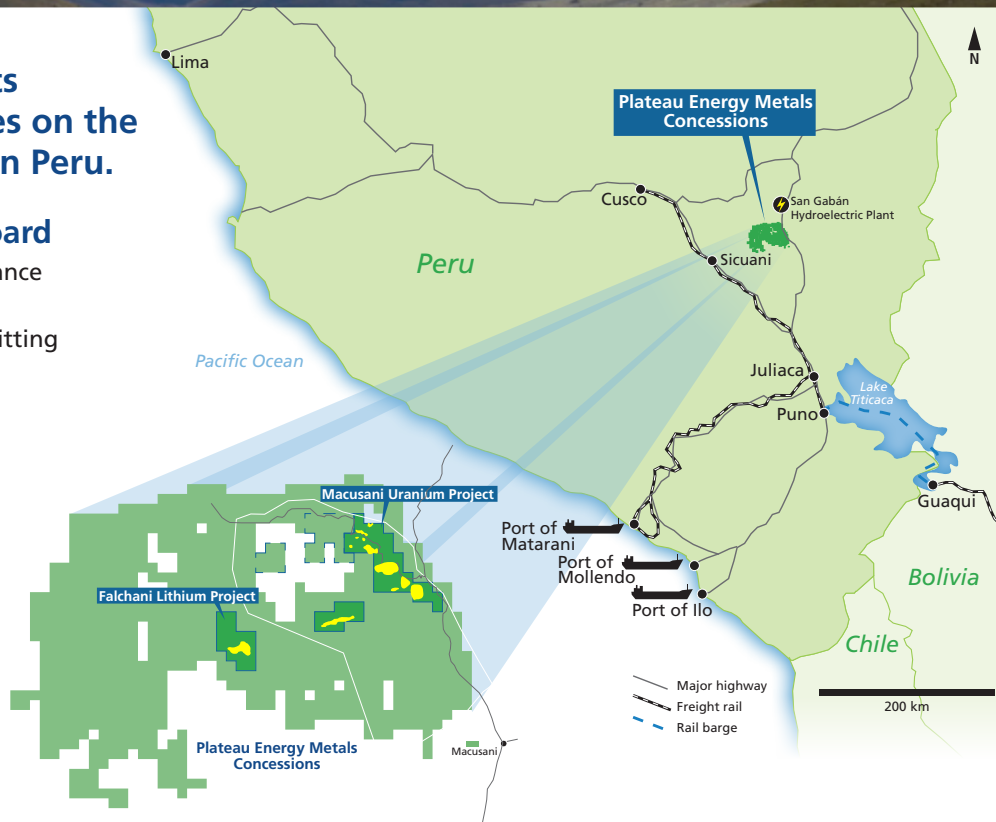 ts
es on the
n Peru.
oard
ance
itting
Lima
N
Plateau Energy Metals
Concessions
Cusco
San Gabán
Hydroelectric Plant
Peru
Sicuani
Pacific Ocean
Juliaca
Lake
Titicaca
Puno
Guaqui
Macusani Uranium Project
Port of
Matarani
Port of
Mollendo
Port of Ilo
Bolivia
Falchani Lithium Project
Chile
Major highway
Freight rail
Rail barge
200 km
Plateau Energy Metals
Concessions
Macusani